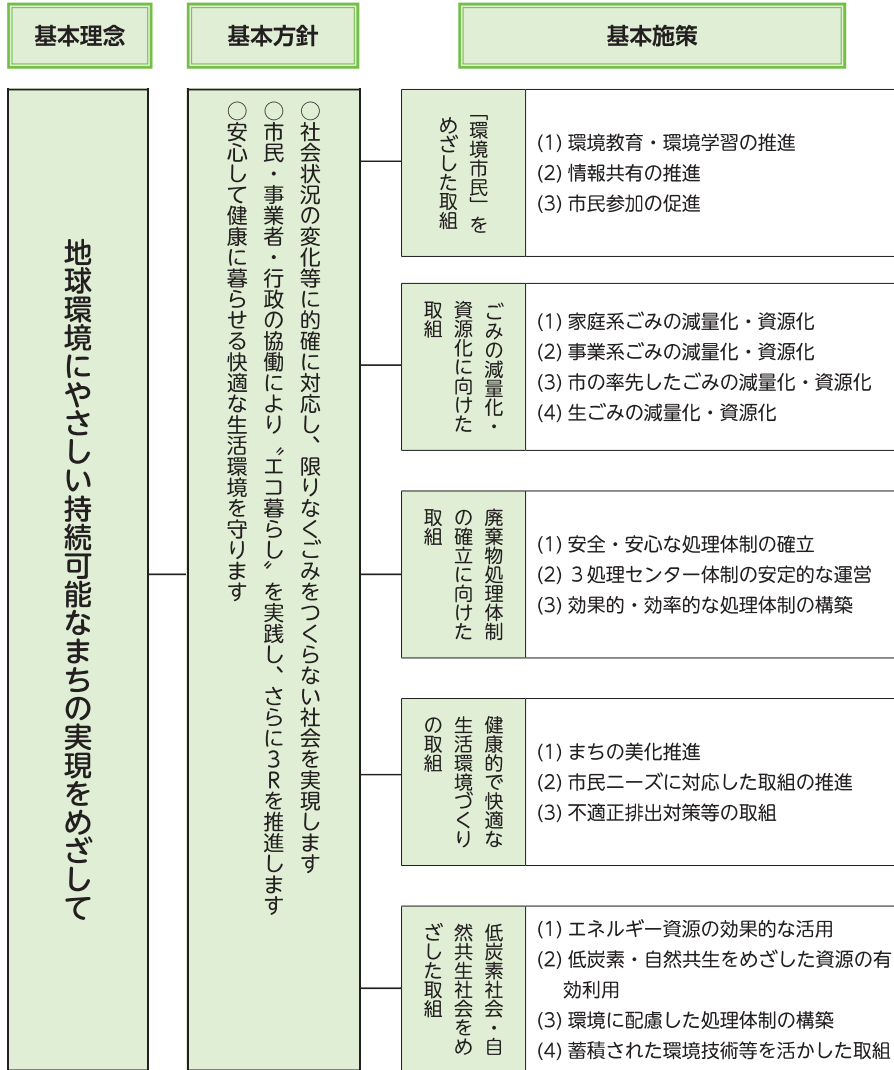 基本理念
基本方針
基本施策
地球環境にやさしい持続可能なまちの実現をめざして
○社会状況の変化等に的確に対応し、限りなくごみをつくらない社会を実現します
○市民・事業者・行政の協働により〝エコ暮らし〟を実践し、さらに3Rを推進します
○安心して健康に暮らせる快適な生活環境を守ります
「環境市民」を
めざした取組
(1) 環境教育・環境学習の推進
(2) 情報共有の推進
(3) 市民参加の促進
ごみの減量化・
資源化に向けた
取組
(1) 家庭系ごみの減量化・資源化
(2) 事業系ごみの減量化・資源化
(3) 市の率先したごみの減量化・資源化
(4) 生ごみの減量化・資源化
廃棄物処理体制
の確立に向けた
取組
(1) 安全・安心な処理体制の確立
(2) 3処理センター体制の安定的な運営
(3) 効果的・効率的な処理体制の構築
健康的で快適な
生活環境づくり
の取組
(1) まちの美化推進
(2) 市民ニーズに対応した取組の推進
(3) 不適正排出対策等の取組
低炭素社会・自
然共生社会をめ
ざした取組
(1) エネルギー資源の効果的な活用
(2) 低炭素・自然共生をめざした資源の有
効利用
(3) 環境に配慮した処理体制の構築
(4) 蓄積された環境技術等を活かした取組